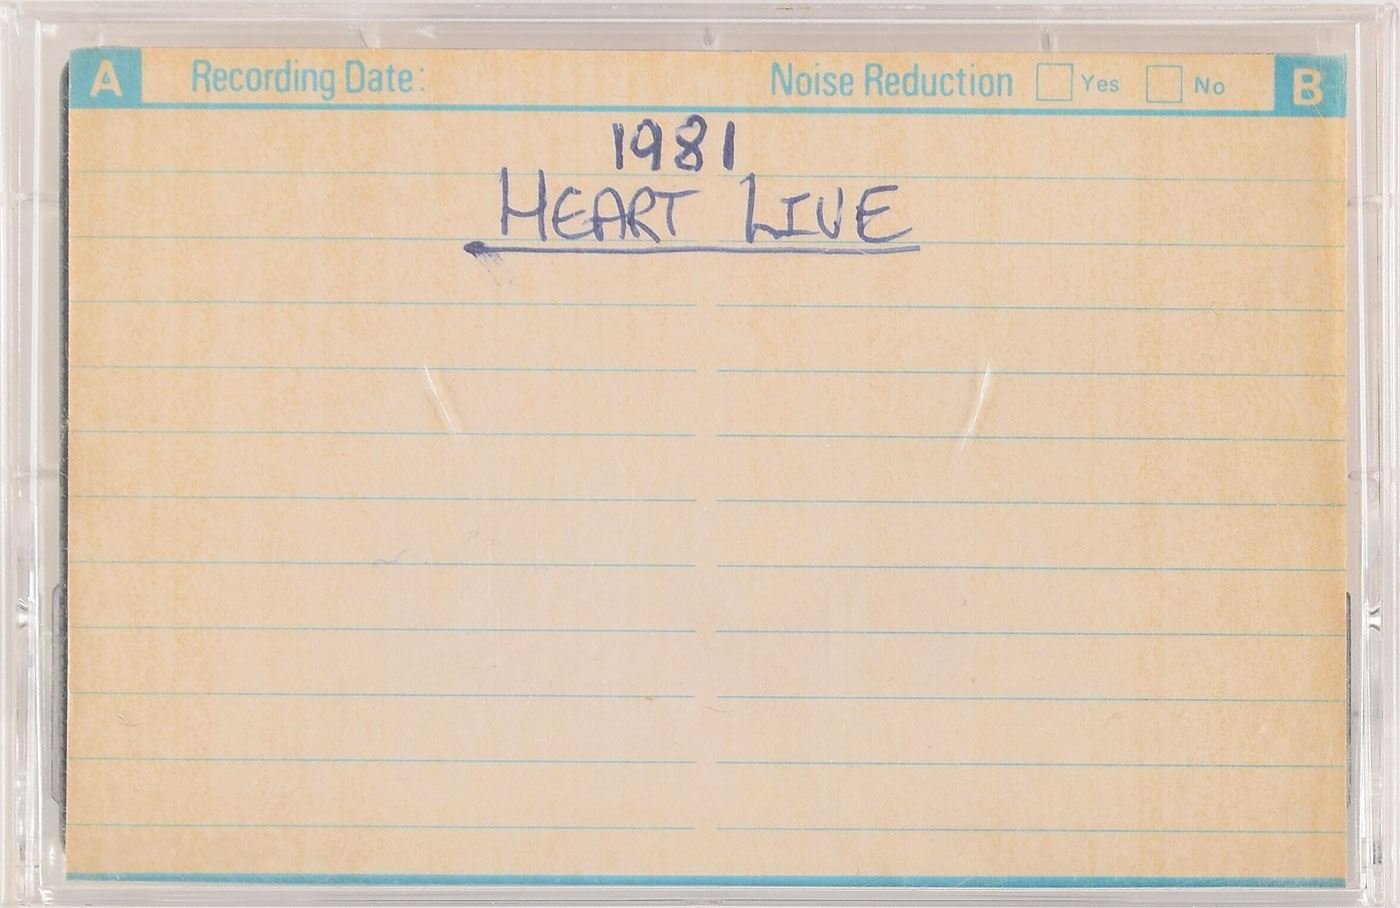 A Recording Date: Noise Reduction Yes No B
1981
HEART LIVE